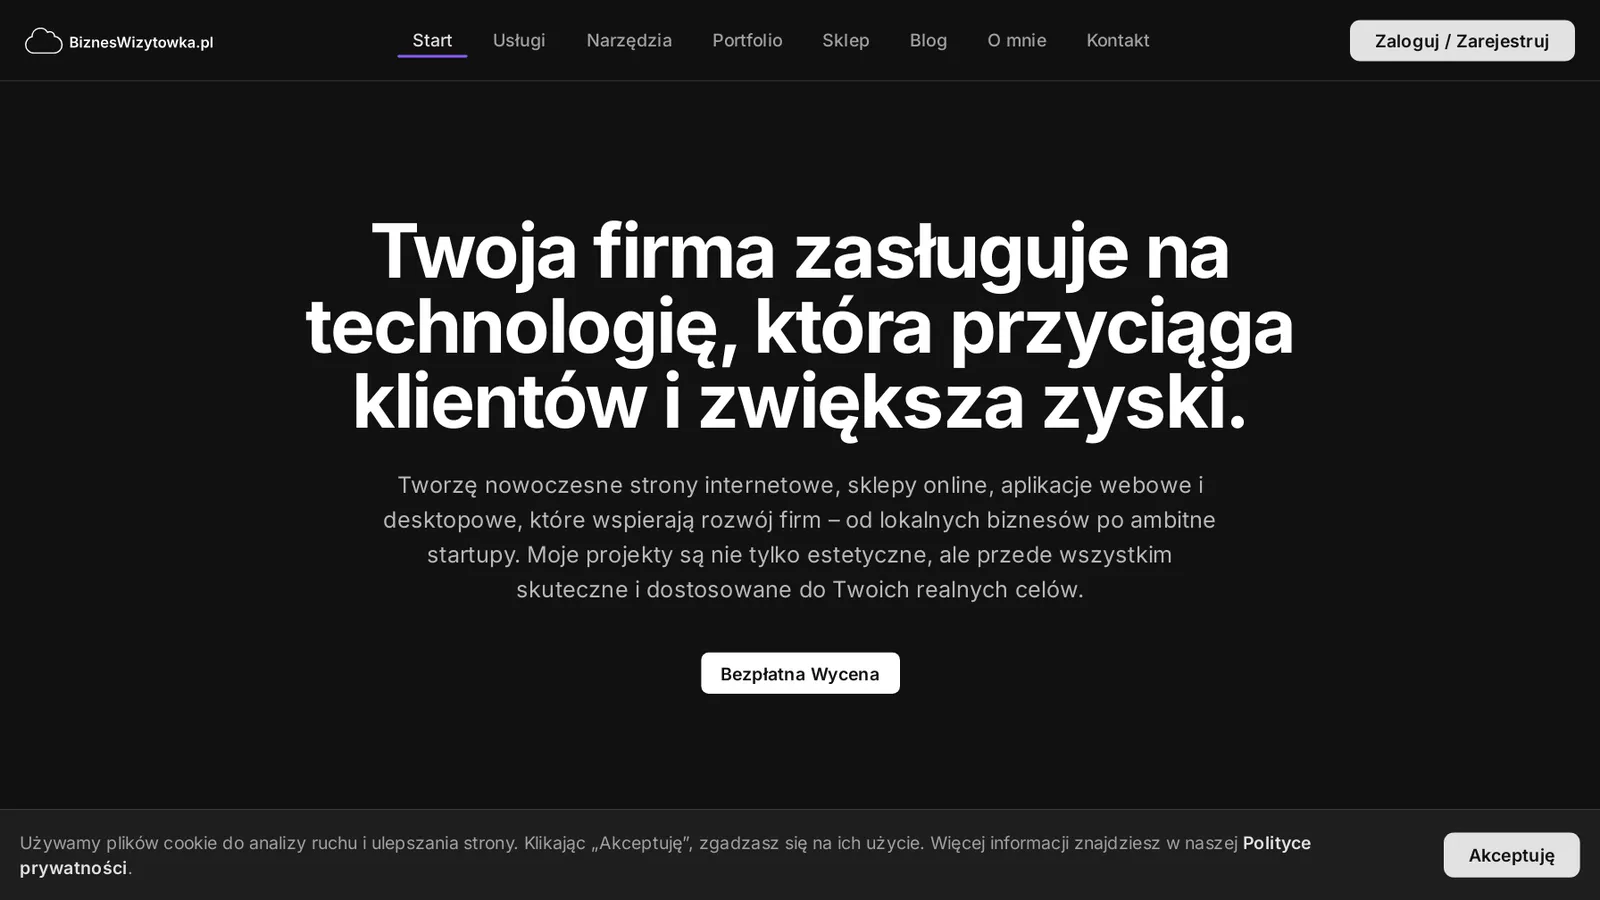 BiznesWizytowka.pl
Start
Usługi
Narzędzia
Portfolio
Sklep
Blog
O mnie
Kontakt
Zaloguj / Zarejestruj
Twoja firma zasługuje na
technologię, która przyciąga
klientów i zwiększa zyski.
Tworzę nowoczesne strony internetowe, sklepy online, aplikacje webowe i
desktopowe, które wspierają rozwój firm – od lokalnych biznesów po ambitne
startupy. Moje projekty są nie tylko estetyczne, ale przede wszystkim
skuteczne i dostosowane do Twoich realnych celów.
Bezpłatna Wycena
Używamy plików cookie do analizy ruchu i ulepszania strony. Klikając „Akceptuję”, zgadzasz się na ich użycie. Więcej informacji znajdziesz w naszej Polityce
prywatności.
Akceptuję